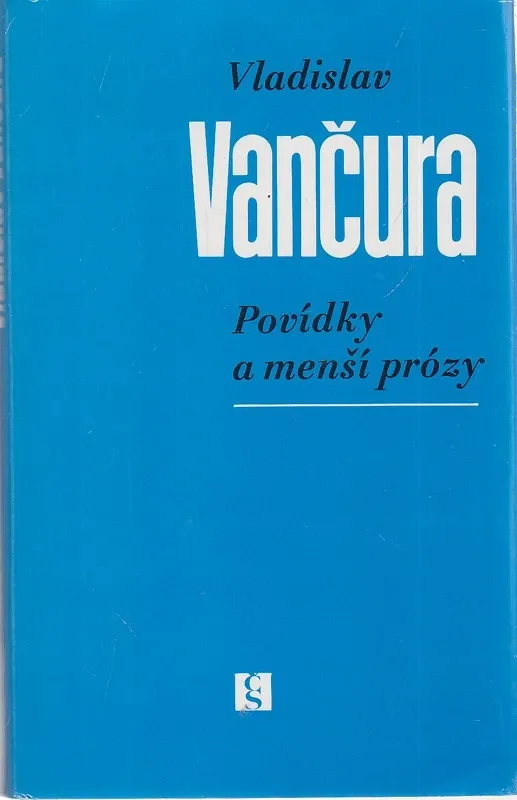 Vladislav
Vančura
Povídky
a menší prózy
čs